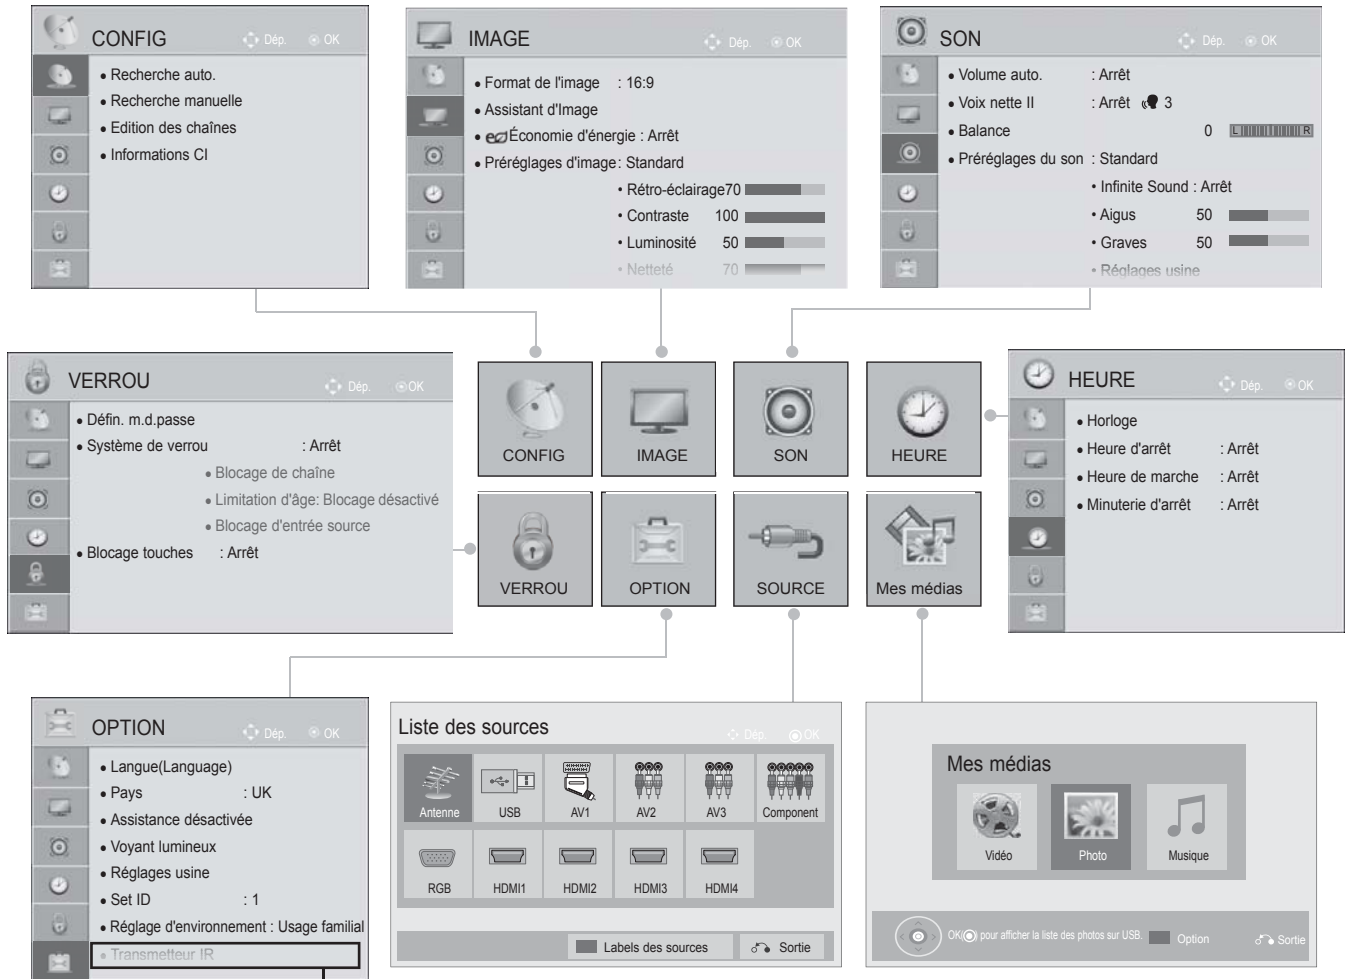 CONFIG Dép. OK
• Recherche auto.
• Recherche manuelle
• Edition des chaînes
• Informations CI
IMAGE Dép. OK
• Format de l'image : 16:9
• Assistant d'Image
• eco Économie d'énergie : Arrêt
• Préréglages d'image : Standard
• Rétro-éclairage70
• Contraste 100
• Luminosité 50
• Netteté 70
SON Dép. OK
• Volume auto. : Arrêt
• Voix nette II : Arrêt 3
• Balance 0 L R
• Préréglages du son : Standard
• Infinite Sound : Arrêt
• Aigus 50
• Graves 50
• Réglages usine
VERROU Dép. OK
• Défin. m.d.passe
• Système de verrou : Arrêt
• Blocage de chaîne
• Limitation d'âge: Blocage désactivé
• Blocage d'entrée source
• Blocage touches : Arrêt
CONFIG IMAGE SON HEURE
VERROU OPTION SOURCE Mes médias
HEURE Dép. OK
• Horloge
• Heure d'arrêt : Arrêt
• Heure de marche : Arrêt
• Minuterie d'arrêt : Arrêt
OPTION Dép. OK
• Langue(Language)
• Pays : UK
• Assistance désactivée
• Voyant lumineux
• Réglages usine
• Set ID : 1
• Réglage d'environnement : Usage familial
• Transmetteur IR
Liste des sources Dép. OK
Antenne USB AV1 AV2 AV3 Component
RGB HDMI1 HDMI2 HDMI3 HDMI4
Labels des sources Sortie
Mes médias
Vidéo Photo Musique
OK(◉) pour afficher la liste des photos sur USB. Option Sortie